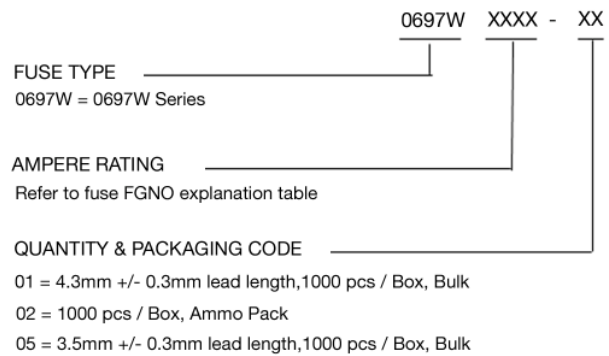 0697W XXXX - XX
FUSE TYPE
0697W = 0697W Series
AMPERE RATING
Refer to fuse FGNO explanation table
QUANTITY & PACKAGING CODE
01 = 4.3mm +/- 0.3mm lead length,1000 pcs / Box, Bulk
02 = 1000 pcs / Box, Ammo Pack
05 = 3.5mm +/- 0.3mm lead length,1000 pcs / Box, Bulk